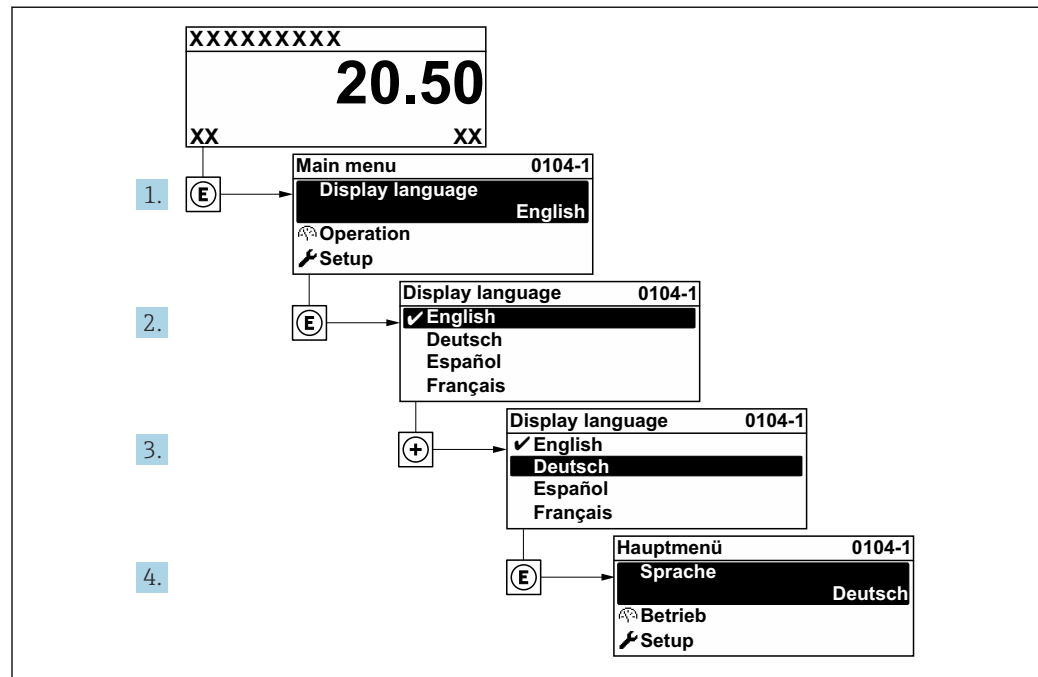 XXXXXXXXX
20.50
XX XX
1. E
Main menu 0104-1
Display language
English
Operation
Setup
2. E
Display language 0104-1
✔English
Deutsch
Español
Français
3. +
Display language 0104-1
✔English
Deutsch
Español
Français
4. E
Hauptmenü 0104-1
Sprache
Deutsch
Betrieb
Setup